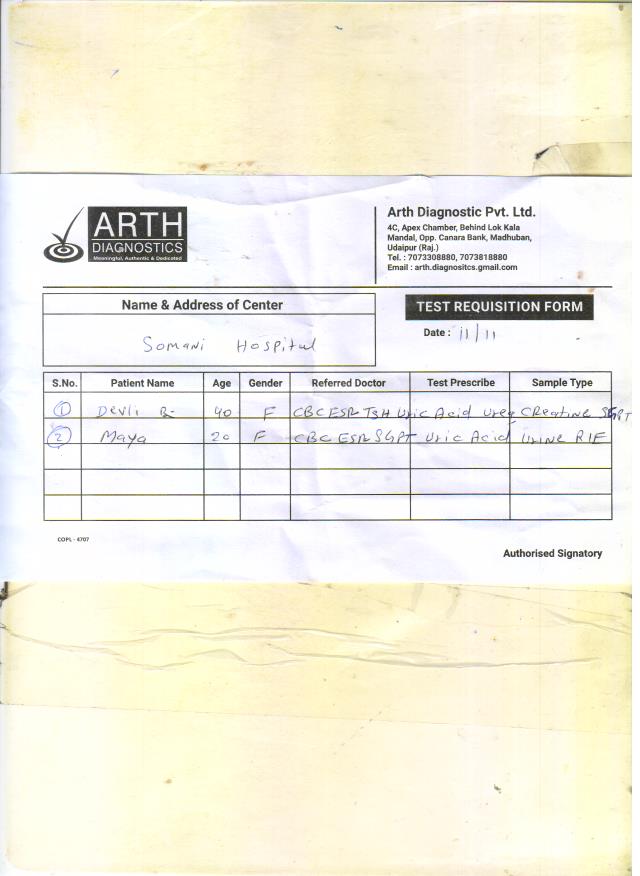 ARTH
DIAGNOSTICS
Meaningful, Authentic & Dedicated
Arth Diagnostic Pvt. Ltd.
4C, Apex Chamber, Behind Lok Kala
Mandal, Opp. Canara Bank, Madhuban,
Udaipur (Raj.)
Tel. : 7073308880, 7073818880
Email : arth.diagnositcs.gmail.com
Name & Address of Center
TEST REQUISITION FORM
Somani Hospital
Date : 11/11
S.No. Patient Name Age Gender Referred Doctor Test Prescribe Sample Type
1 Devli 40 F CBC ESR TSH Uric Acid Urea CReatine SGPT
2 Maya 20 F CBC ESR SGPT Uric Acid Urine
COPL - 4707
Authorised Signatory